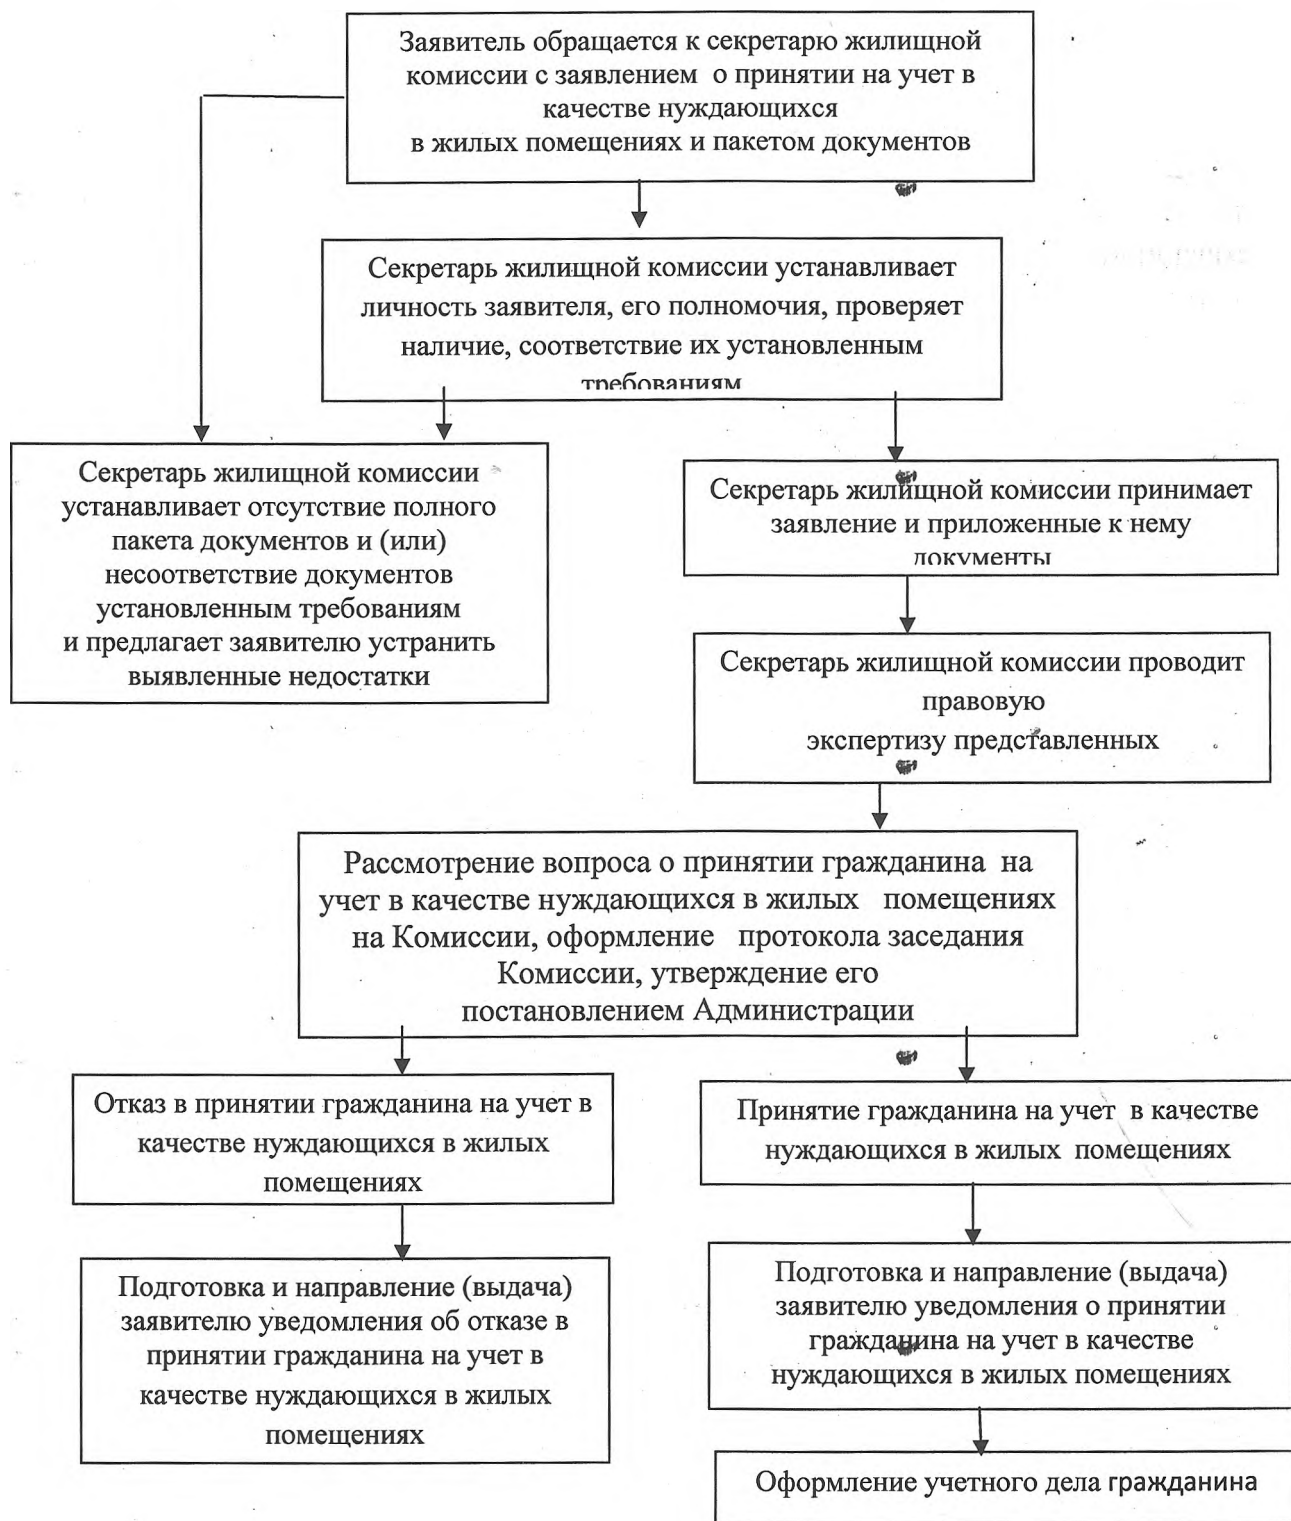 Заявитель обращается к секретарю жилищной
комиссии с заявлением о принятии на учет в
качестве нуждающихся
в жилых помещениях и пакетом документов
Секретарь жилищной комиссии устанавливает
личность заявителя, его полномочия, проверяет
наличие, соответствие их установленным
требованиям
Секретарь жилищной комиссии
устанавливает отсутствие полного
пакета документов и (или)
несоответствие документов
установленным требованиям
и предлагает заявителю устранить
выявленные недостатки
Секретарь жилищной комиссии принимает
заявление и приложенные к нему
документы
Секретарь жилищной комиссии проводит
правовую
экспертизу представленных
Рассмотрение вопроса о принятии гражданина на
учет в качестве нуждающихся в жилых помещениях
на Комиссии, оформление протокола заседания
Комиссии, утверждение его
постановлением Администрации
Отказ в принятии гражданина на учет в
качестве нуждающихся в жилых
помещениях
Принятие гражданина на учет в качестве
нуждающихся в жилых помещениях
Подготовка и направление (выдача)
заявителю уведомления об отказе в
принятии гражданина на учет в
качестве нуждающихся в жилых
помещениях
Подготовка и направление (выдача)
заявителю уведомления о принятии
гражданина на учет в качестве
нуждающихся в жилых помещениях
Оформление учетного дела гражданина